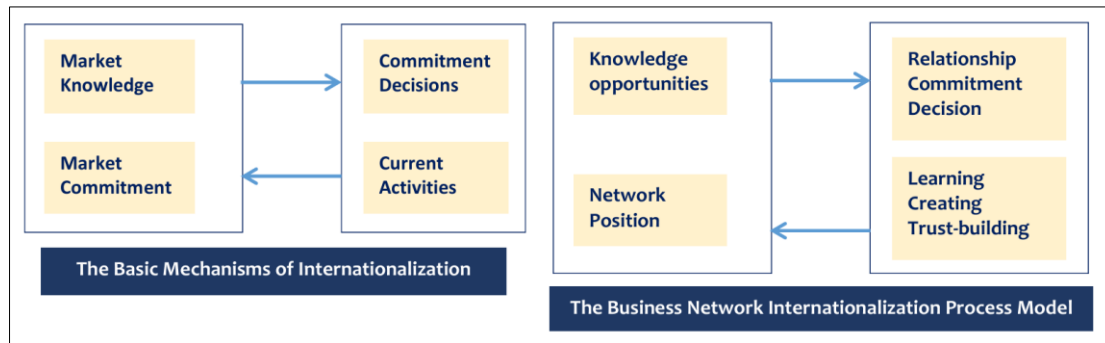 Market
Knowledge
Commitment
Decisions
Market
Commitment
Current
Activities
The Basic Mechanisms of Internationalization
Knowledge
opportunities
Relationship
Commitment
Decision
Network
Position
Learning
Creating
Trust-building
The Business Network Internationalization Process Model